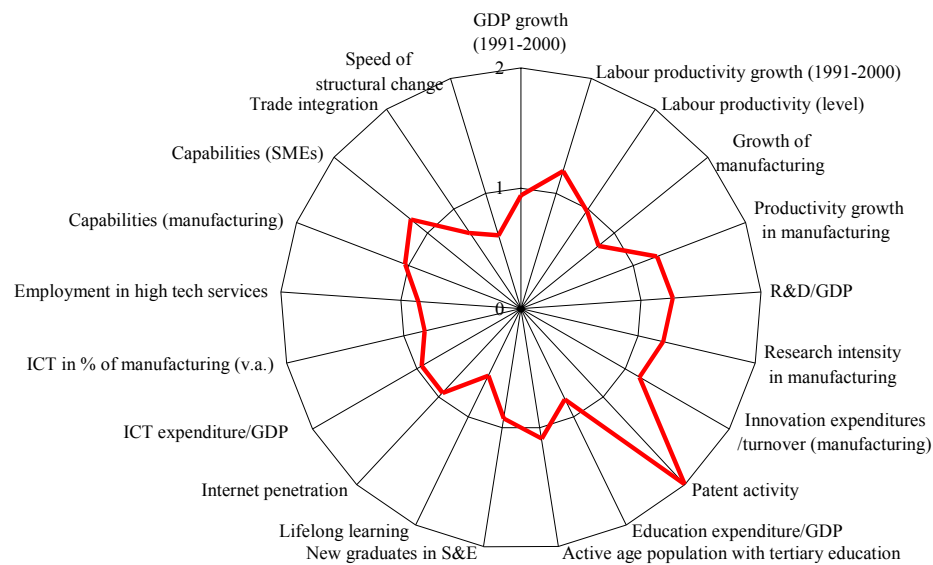 GDP growth
(1991-2000)
Labour productivity growth (1991-2000)
Labour productivity (level)
Growth of
manufacturing
Productivity growth
in manufacturing
R&D/GDP
Research intensity
in manufacturing
Innovation expenditures
/turnover (manufacturing)
Patent activity
Education expenditure/GDP
Active age population with tertiary education
New graduates in S&E
Lifelong learning
Internet penetration
ICT expenditure/GDP
ICT in % of manufacturing (v.a.)
Employment in high tech services
Capabilities (manufacturing)
Capabilities (SMEs)
Trade integration
Speed of
structural change
2
1
0